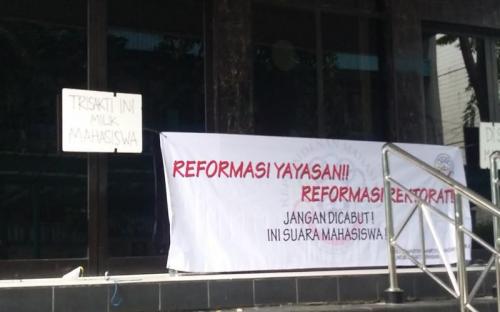 TRISAKTI INI
MILIK
MAHASISWA
REFORMASI YAYASAN!!
REFORMASI REKTORAT!!
JANGAN DICABUT!
INI SUARA MAHASISWA!